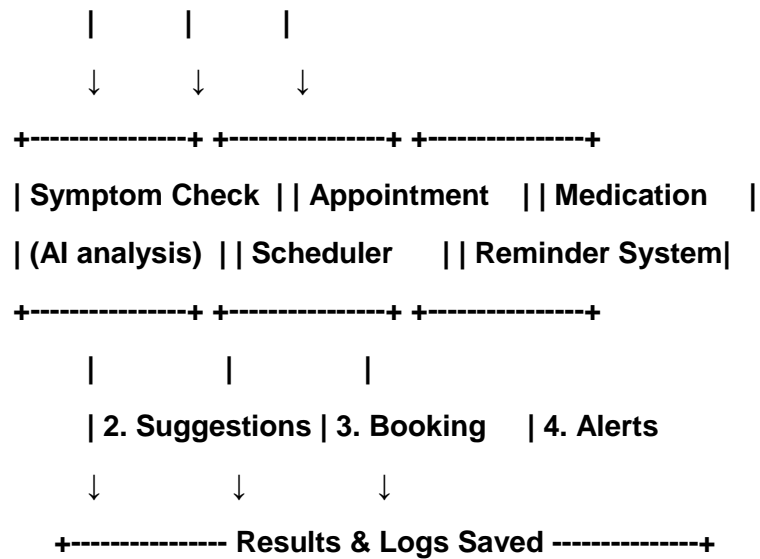 | | |
↓ ↓ ↓
+----------------+ +----------------+ +----------------+
| Symptom Check | | Appointment | | Medication |
| (AI analysis) | | Scheduler | | Reminder System|
+----------------+ +----------------+ +----------------+
| | |
| 2. Suggestions | 3. Booking | 4. Alerts
↓ ↓ ↓
+---------------- Results & Logs Saved ---------------+